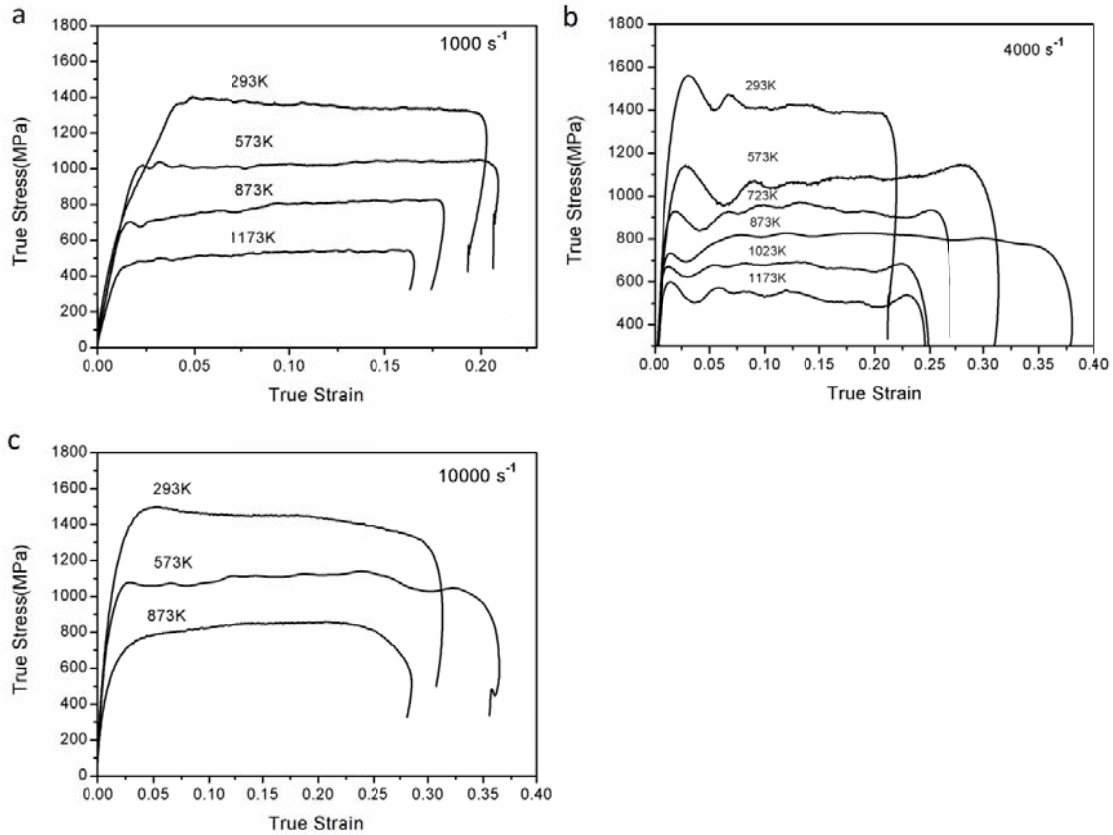 a
1000 s⁻¹
1800
1600
1400
1200
1000
800
600
400
200
0
True Stress(MPa)
293K
573K
873K
1173K
0.00 0.05 0.10 0.15 0.20
True Strain
b
4000 s⁻¹
1800
1600
1400
1200
1000
800
600
400
True Stress (MPa)
293K
573K
723K
873K
1023K
1173K
0.00 0.05 0.10 0.15 0.20 0.25 0.30 0.35 0.40
True Strain
c
10000 s⁻¹
1800
1600
1400
1200
1000
800
600
400
200
0
True Stress(MPa)
293K
573K
873K
0.00 0.05 0.10 0.15 0.20 0.25 0.30 0.35 0.40
True Strain